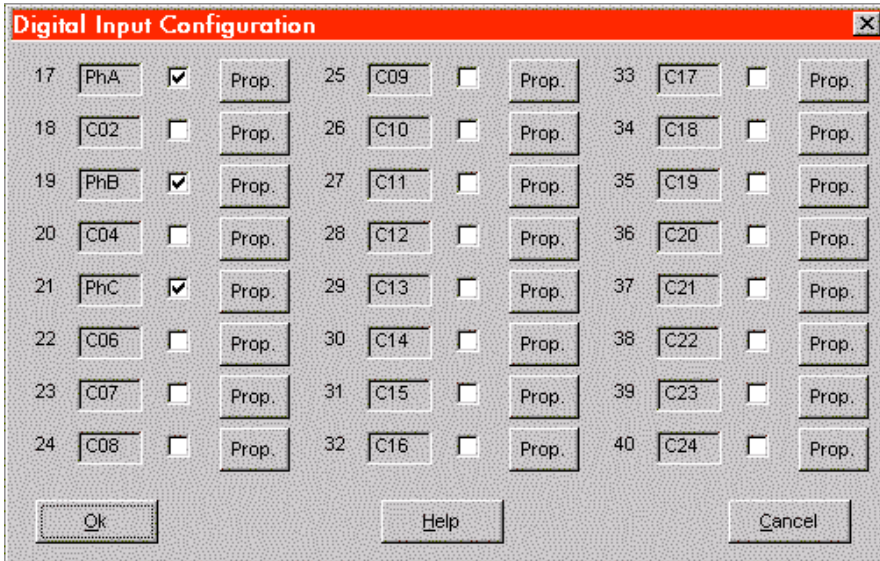 Digital Input Configuration
17 PhA Prop. 25 C09 Prop. 33 C17 Prop.
18 C02 Prop. 26 C10 Prop. 34 C18 Prop.
19 PhB Prop. 27 C11 Prop. 35 C19 Prop.
20 C04 Prop. 28 C12 Prop. 36 C20 Prop.
21 PhC Prop. 29 C13 Prop. 37 C21 Prop.
22 C06 Prop. 30 C14 Prop. 38 C22 Prop.
23 C07 Prop. 31 C15 Prop. 39 C23 Prop.
24 C08 Prop. 32 C16 Prop. 40 C24 Prop.
Ok Help Cancel